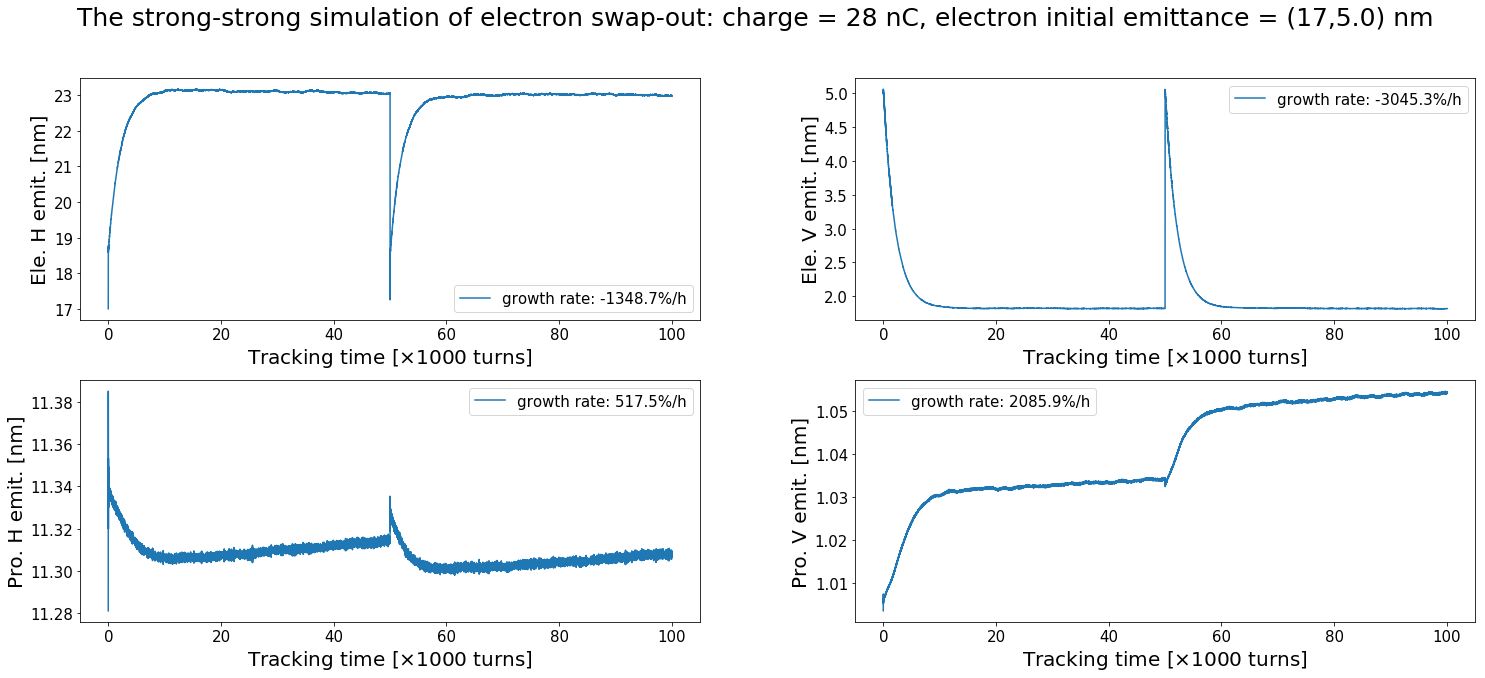 The strong-strong simulation of electron swap-out: charge = 28 nC, electron initial emittance = (17,5.0) nm
Ele. H emit. [nm]
23
22
21
20
19
18
17
growth rate: -1348.7%/h
0 20 40 60 80 100
Tracking time [×1000 turns]
Ele. V emit. [nm]
5.0
4.5
4.0
3.5
3.0
2.5
2.0
growth rate: -3045.3%/h
0 20 40 60 80 100
Tracking time [×1000 turns]
Pro. H emit. [nm]
11.38
11.36
11.34
11.32
11.30
11.28
growth rate: 517.5%/h
0 20 40 60 80 100
Tracking time [×1000 turns]
Pro. V emit. [nm]
1.05
1.04
1.03
1.02
1.01
growth rate: 2085.9%/h
0 20 40 60 80 100
Tracking time [×1000 turns]